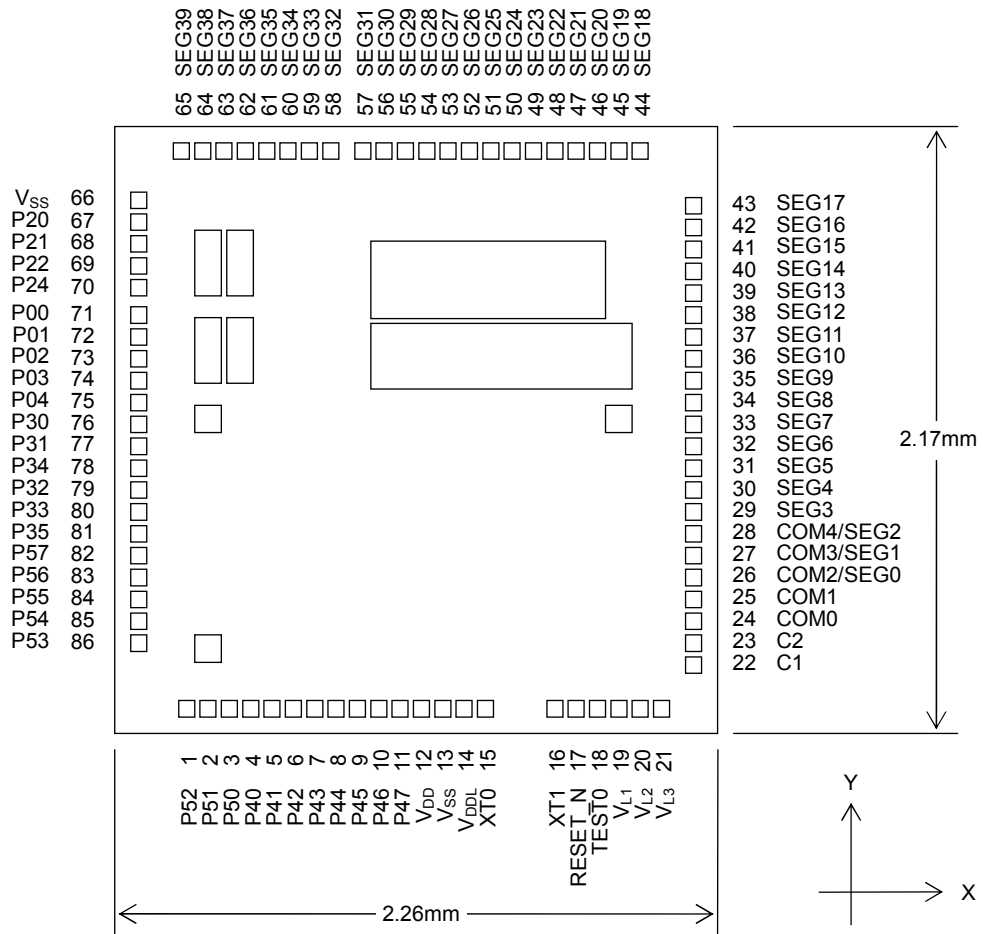 65 SEG39
64 SEG38
63 SEG37
62 SEG36
61 SEG35
60 SEG34
59 SEG33
58 SEG32
57 SEG31
56 SEG30
55 SEG29
54 SEG28
53 SEG27
52 SEG26
51 SEG25
50 SEG24
49 SEG23
48 SEG22
47 SEG21
46 SEG20
45 SEG19
44 SEG18
VSS 66
P20 67
P21 68
P22 69
P24 70
P00 71
P01 72
P02 73
P03 74
P04 75
P30 76
P31 77
P34 78
P32 79
P33 80
P35 81
P57 82
P56 83
P55 84
P54 85
P53 86
43 SEG17
42 SEG16
41 SEG15
40 SEG14
39 SEG13
38 SEG12
37 SEG11
36 SEG10
35 SEG9
34 SEG8
33 SEG7
32 SEG6
31 SEG5
30 SEG4
29 SEG3
28 COM4/SEG2
27 COM3/SEG1
26 COM2/SEG0
25 COM1
24 COM0
23 C2
22 C1
2.17mm
P52 1
P51 2
P50 3
P40 4
P41 5
P42 6
P43 7
P44 8
P45 9
P46 10
P47 11
VDD 12
VSS 13
VDDL 14
XT0 15
XT1 16
RESET_N 17
TEST0 18
VL1 19
VL2 20
VL3 21
2.26mm
Y
X